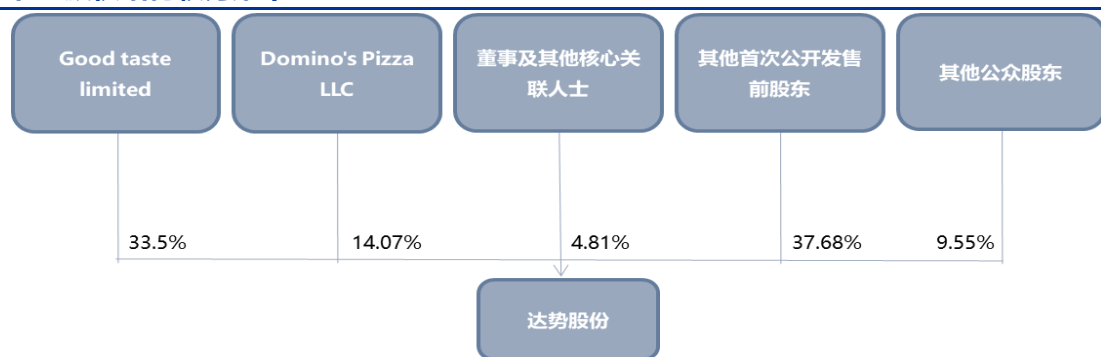 Good taste
limited
Domino's Pizza
LLC
董事及其他核心关
联人士
其他首次公开发售
前股东
其他公众股东
33.5%
14.07%
4.81%
37.68%
9.55%
达势股份